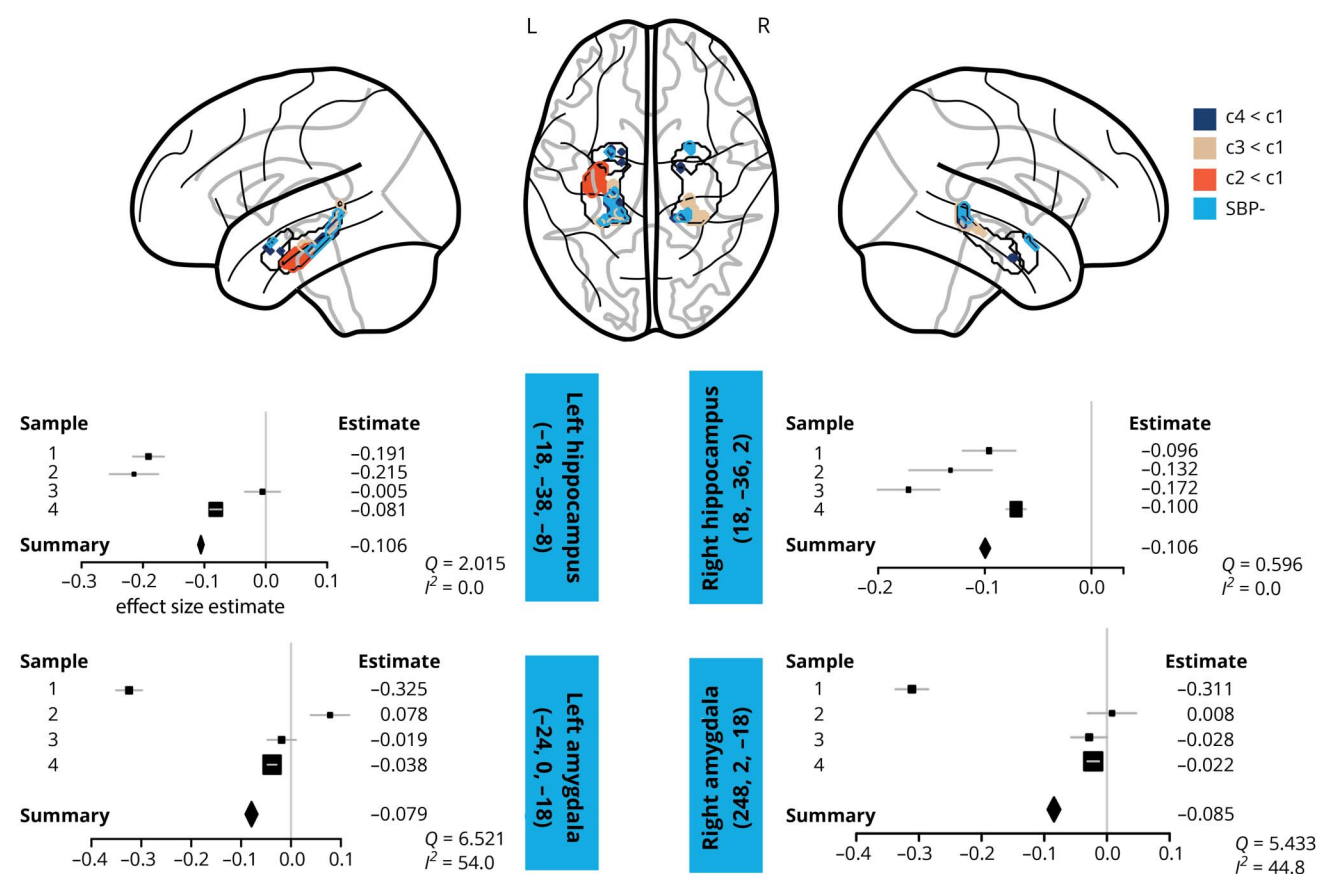 L R
c4 < c1
c3 < c1
c2 < c1
SBP-
Sample Estimate
1 −0.191
2 −0.215
3 −0.005
4 −0.081
Summary −0.106
Q = 2.015
I² = 0.0
−0.3 −0.2 −0.1 0.0 0.1
effect size estimate
Left hippocampus
(−18, −38, −8)
Right hippocampus
(18, −36, 2)
Sample Estimate
1 −0.096
2 −0.132
3 −0.172
4 −0.100
Summary −0.106
Q = 0.596
I² = 0.0
−0.2 −0.1 0.0
Sample Estimate
1 −0.325
2 0.078
3 −0.019
4 −0.038
Summary −0.079
Q = 6.521
I² = 54.0
−0.4 −0.3 −0.2 −0.1 0.0 0.1
Left amygdala
(−24, 0, −18)
Right amygdala
(248, 2, −18)
Sample Estimate
1 −0.311
2 0.008
3 −0.028
4 −0.022
Summary −0.085
Q = 5.433
I² = 44.8
−0.4 −0.3 −0.2 −0.1 0.0 0.1